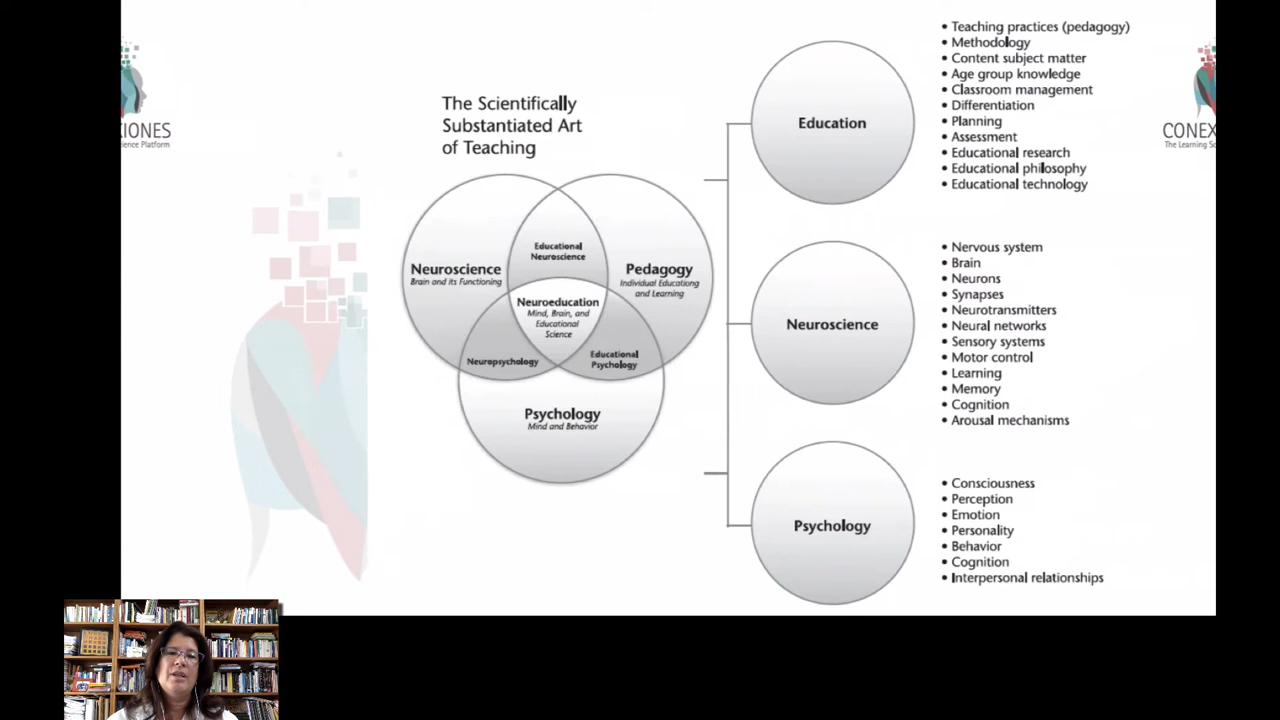 XIONES
ience Platform
The Scientifically
Substantiated Art
of Teaching
Neuroscience
Brain and its Functioning
Educational
Neuroscience
Pedagogy
Individual Educationg
and Learning
Neuroeducation
Mind, Brain, and
Educational
Science
Neuropsychology
Educational
Psychology
Psychology
Mind and Behavior
Education
• Teaching practices (pedagogy)
• Methodology
• Content subject matter
• Age group knowledge
• Classroom management
• Differentiation
• Planning
• Assessment
• Educational research
• Educational philosophy
• Educational technology
CONEX
The Learning Sc
Neuroscience
• Nervous system
• Brain
• Neurons
• Synapses
• Neurotransmitters
• Neural networks
• Sensory systems
• Motor control
• Learning
• Memory
• Cognition
• Arousal mechanisms
Psychology
• Consciousness
• Perception
• Emotion
• Personality
• Behavior
• Cognition
• Interpersonal relationships